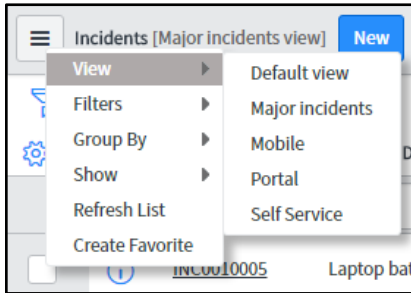 Incidents [Major incidents view] New
View
Filters
Group By
Show
Refresh List
Create Favorite
Default view
Major incidents
Mobile
Portal
Self Service
D
INC0010005 Laptop bat